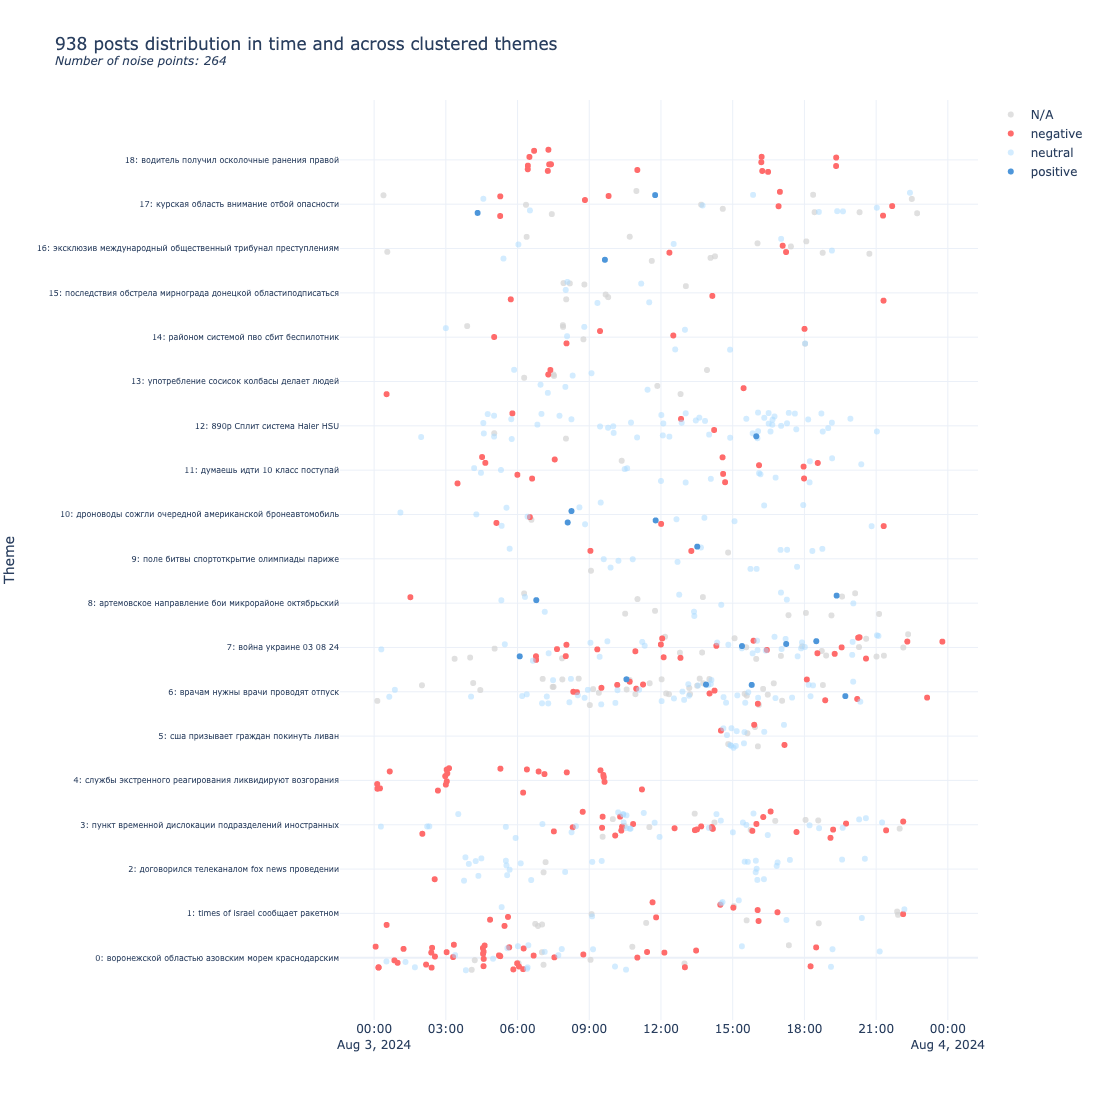 938 posts distribution in time and across clustered themes
Number of noise points: 264
N/A
negative
neutral
positive
Theme
18: водитель получил осколочные ранения правой
17: курская область внимание отбой опасности
16: эксклюзив международный общественный трибунал преступлениям
15: последствия обстрела мирнограда донецкой областиподписаться
14: районом системой пво сбит беспилотник
13: употребление сосисок колбасы делает людей
12: 890р Сплит система Haier HSU
11: думаешь идти 10 класс поступай
10: дроноводы сожгли очередной американской бронеавтомобиль
9: поле битвы спортоткрытие олимпиады париже
8: артемовское направление бои микрорайоне октябрьский
7: война украине 03 08 24
6: врачам нужны врачи проводят отпуск
5: сша призывает граждан покинуть ливан
4: службы экстренного реагирования ликвидируют возгорания
3: пункт временной дислокации подразделений иностранных
2: договорился телеканалом fox news проведении
1: times of israel сообщает ракетном
0: воронежской областью азовским морем краснодарским
00:00 03:00 06:00 09:00 12:00 15:00 18:00 21:00 00:00
Aug 3, 2024 Aug 4, 2024